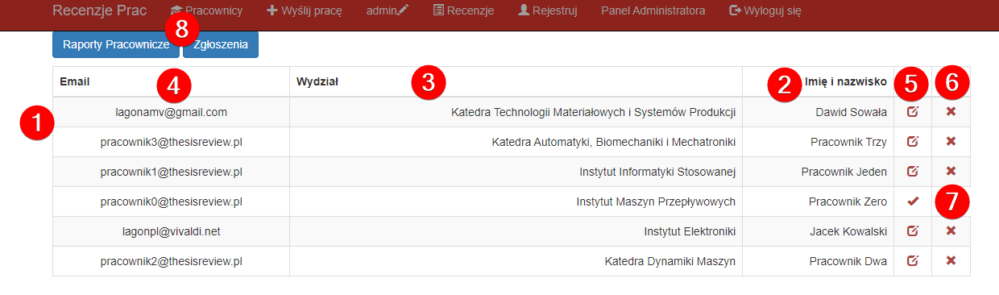 Recenzje Prac Pracownicy Wyślij pracę admin Recenzje Rejestruj Panel Administratora Wyloguj się
8
Raporty Pracownicze Zgłoszenia
Email 4 Wydział 3 2 Imię i nazwisko 5 6
1 lagonamv@gmail.com Katedra Technologii Materiałowych i Systemów Produkcji Dawid Sowała
pracownik3@thesisreview.pl Katedra Automatyki, Biomechaniki i Mechatroniki Pracownik Trzy
pracownik1@thesisreview.pl Instytut Informatyki Stosowanej Pracownik Jeden
pracownik0@thesisreview.pl Instytut Maszyn Przepływowych Pracownik Zero 7
lagonpl@vivaldi.net Instytut Elektroniki Jacek Kowalski
pracownik2@thesisreview.pl Katedra Dynamiki Maszyn Pracownik Dwa